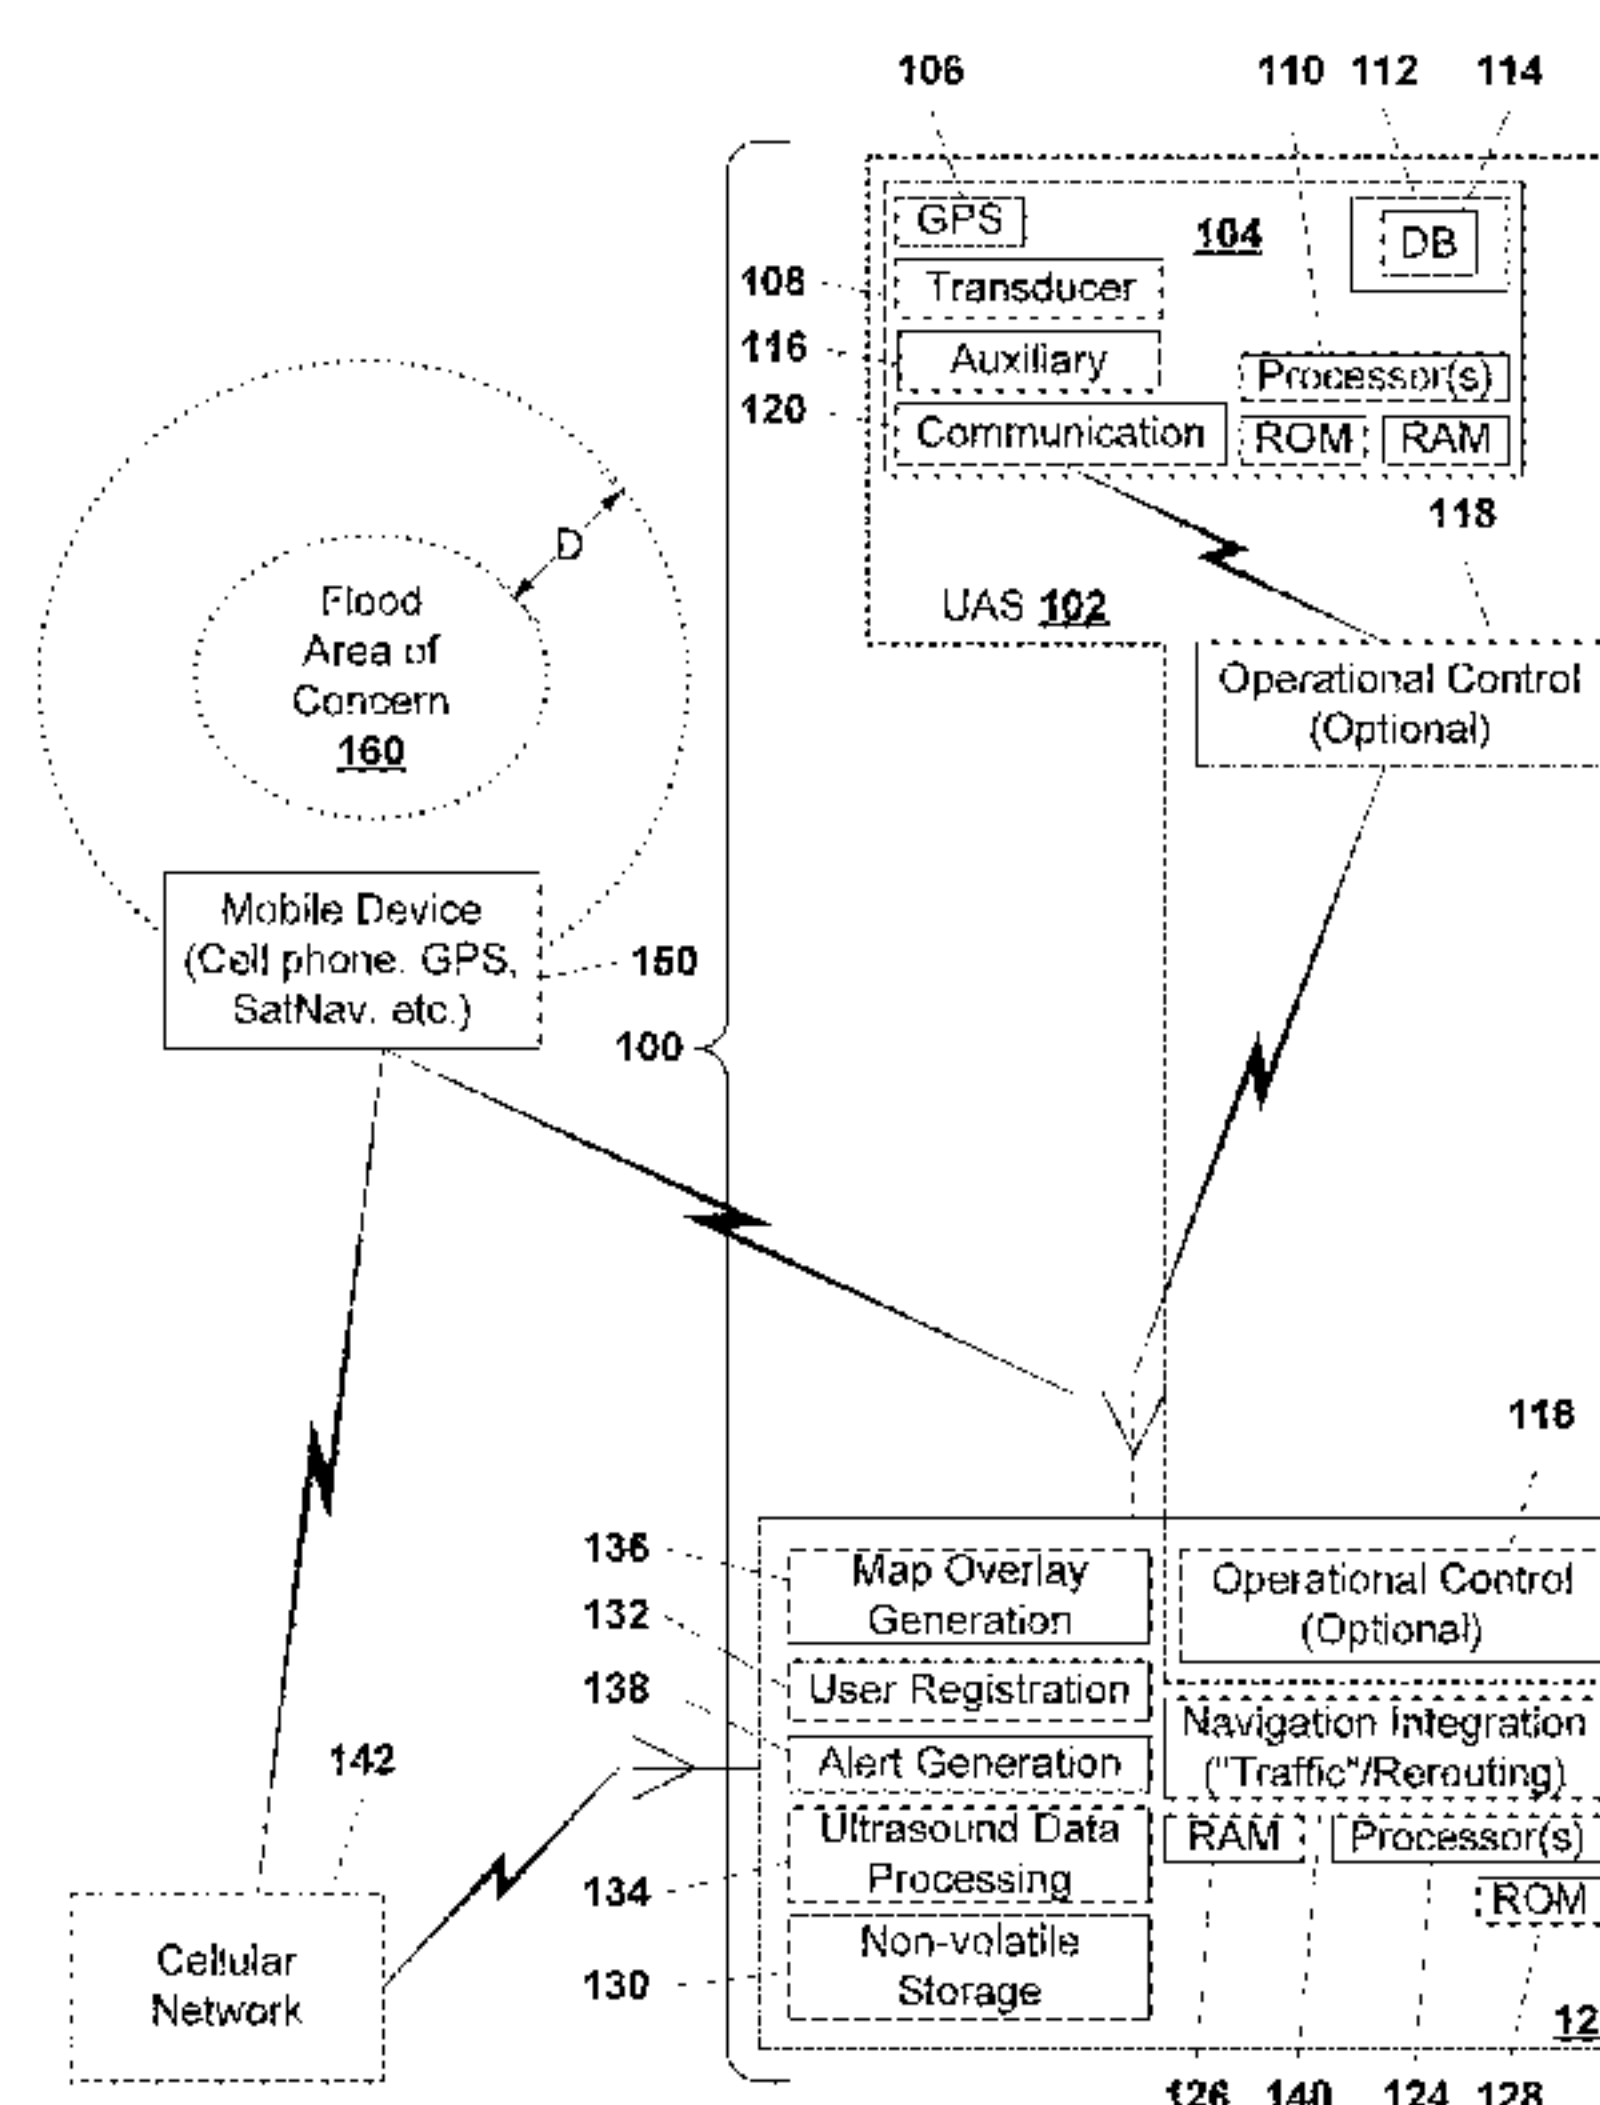 106
110 112 114
GPS
104
DB
108
Transducer
116
Auxiliary
Processor(s)
120
Communication
ROM
RAM
118
D
UAS 102
Flood
Area of
Concern
160
Operational Control
(Optional)
Mobile Device
(Cell phone, GPS,
SatNav, etc.)
150
100
118
136
Map Overlay
Generation
Operational Control
(Optional)
132
User Registration
138
Alert Generation
Navigation Integration
("Traffic"/Rerouting)
142
134
Ultrasound Data
Processing
RAM
Processor(s)
ROM
130
Non-volatile
Storage
Cellular
Network
12
126 140 124 128